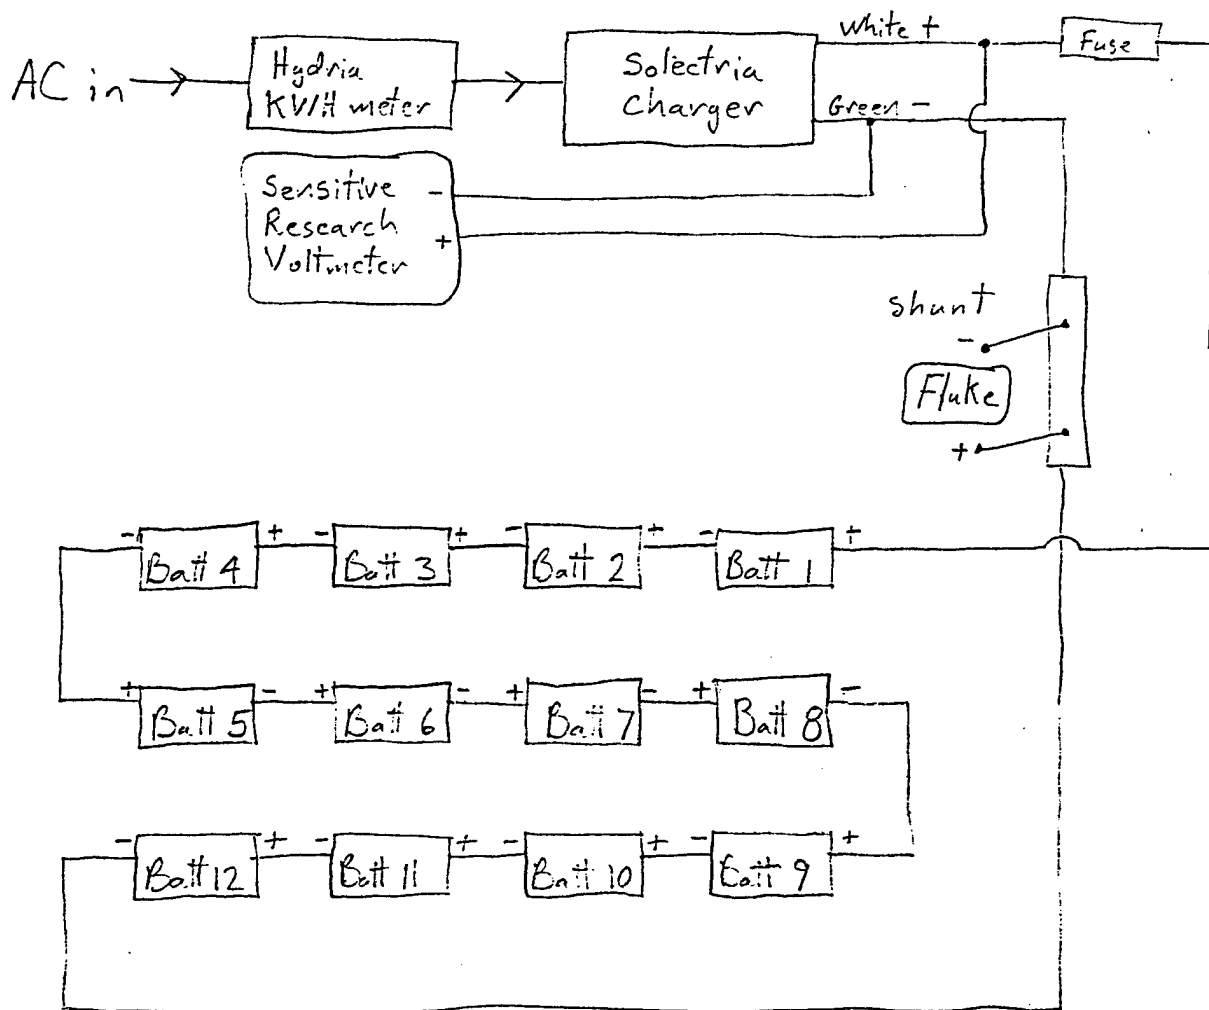 White +
Fuse
AC in
Hydria
KWH meter
Solectria
Charger
Green -
Sensitive -
Research
Voltmeter +
Shunt
-
Fluke
+
- Batt 4 + - Batt 3 + - Batt 2 + - Batt 1 +
+ Batt 5 - + Batt 6 - + Batt 7 - + Batt 8 -
- Batt 12 + - Batt 11 + - Batt 10 + - Batt 9 +